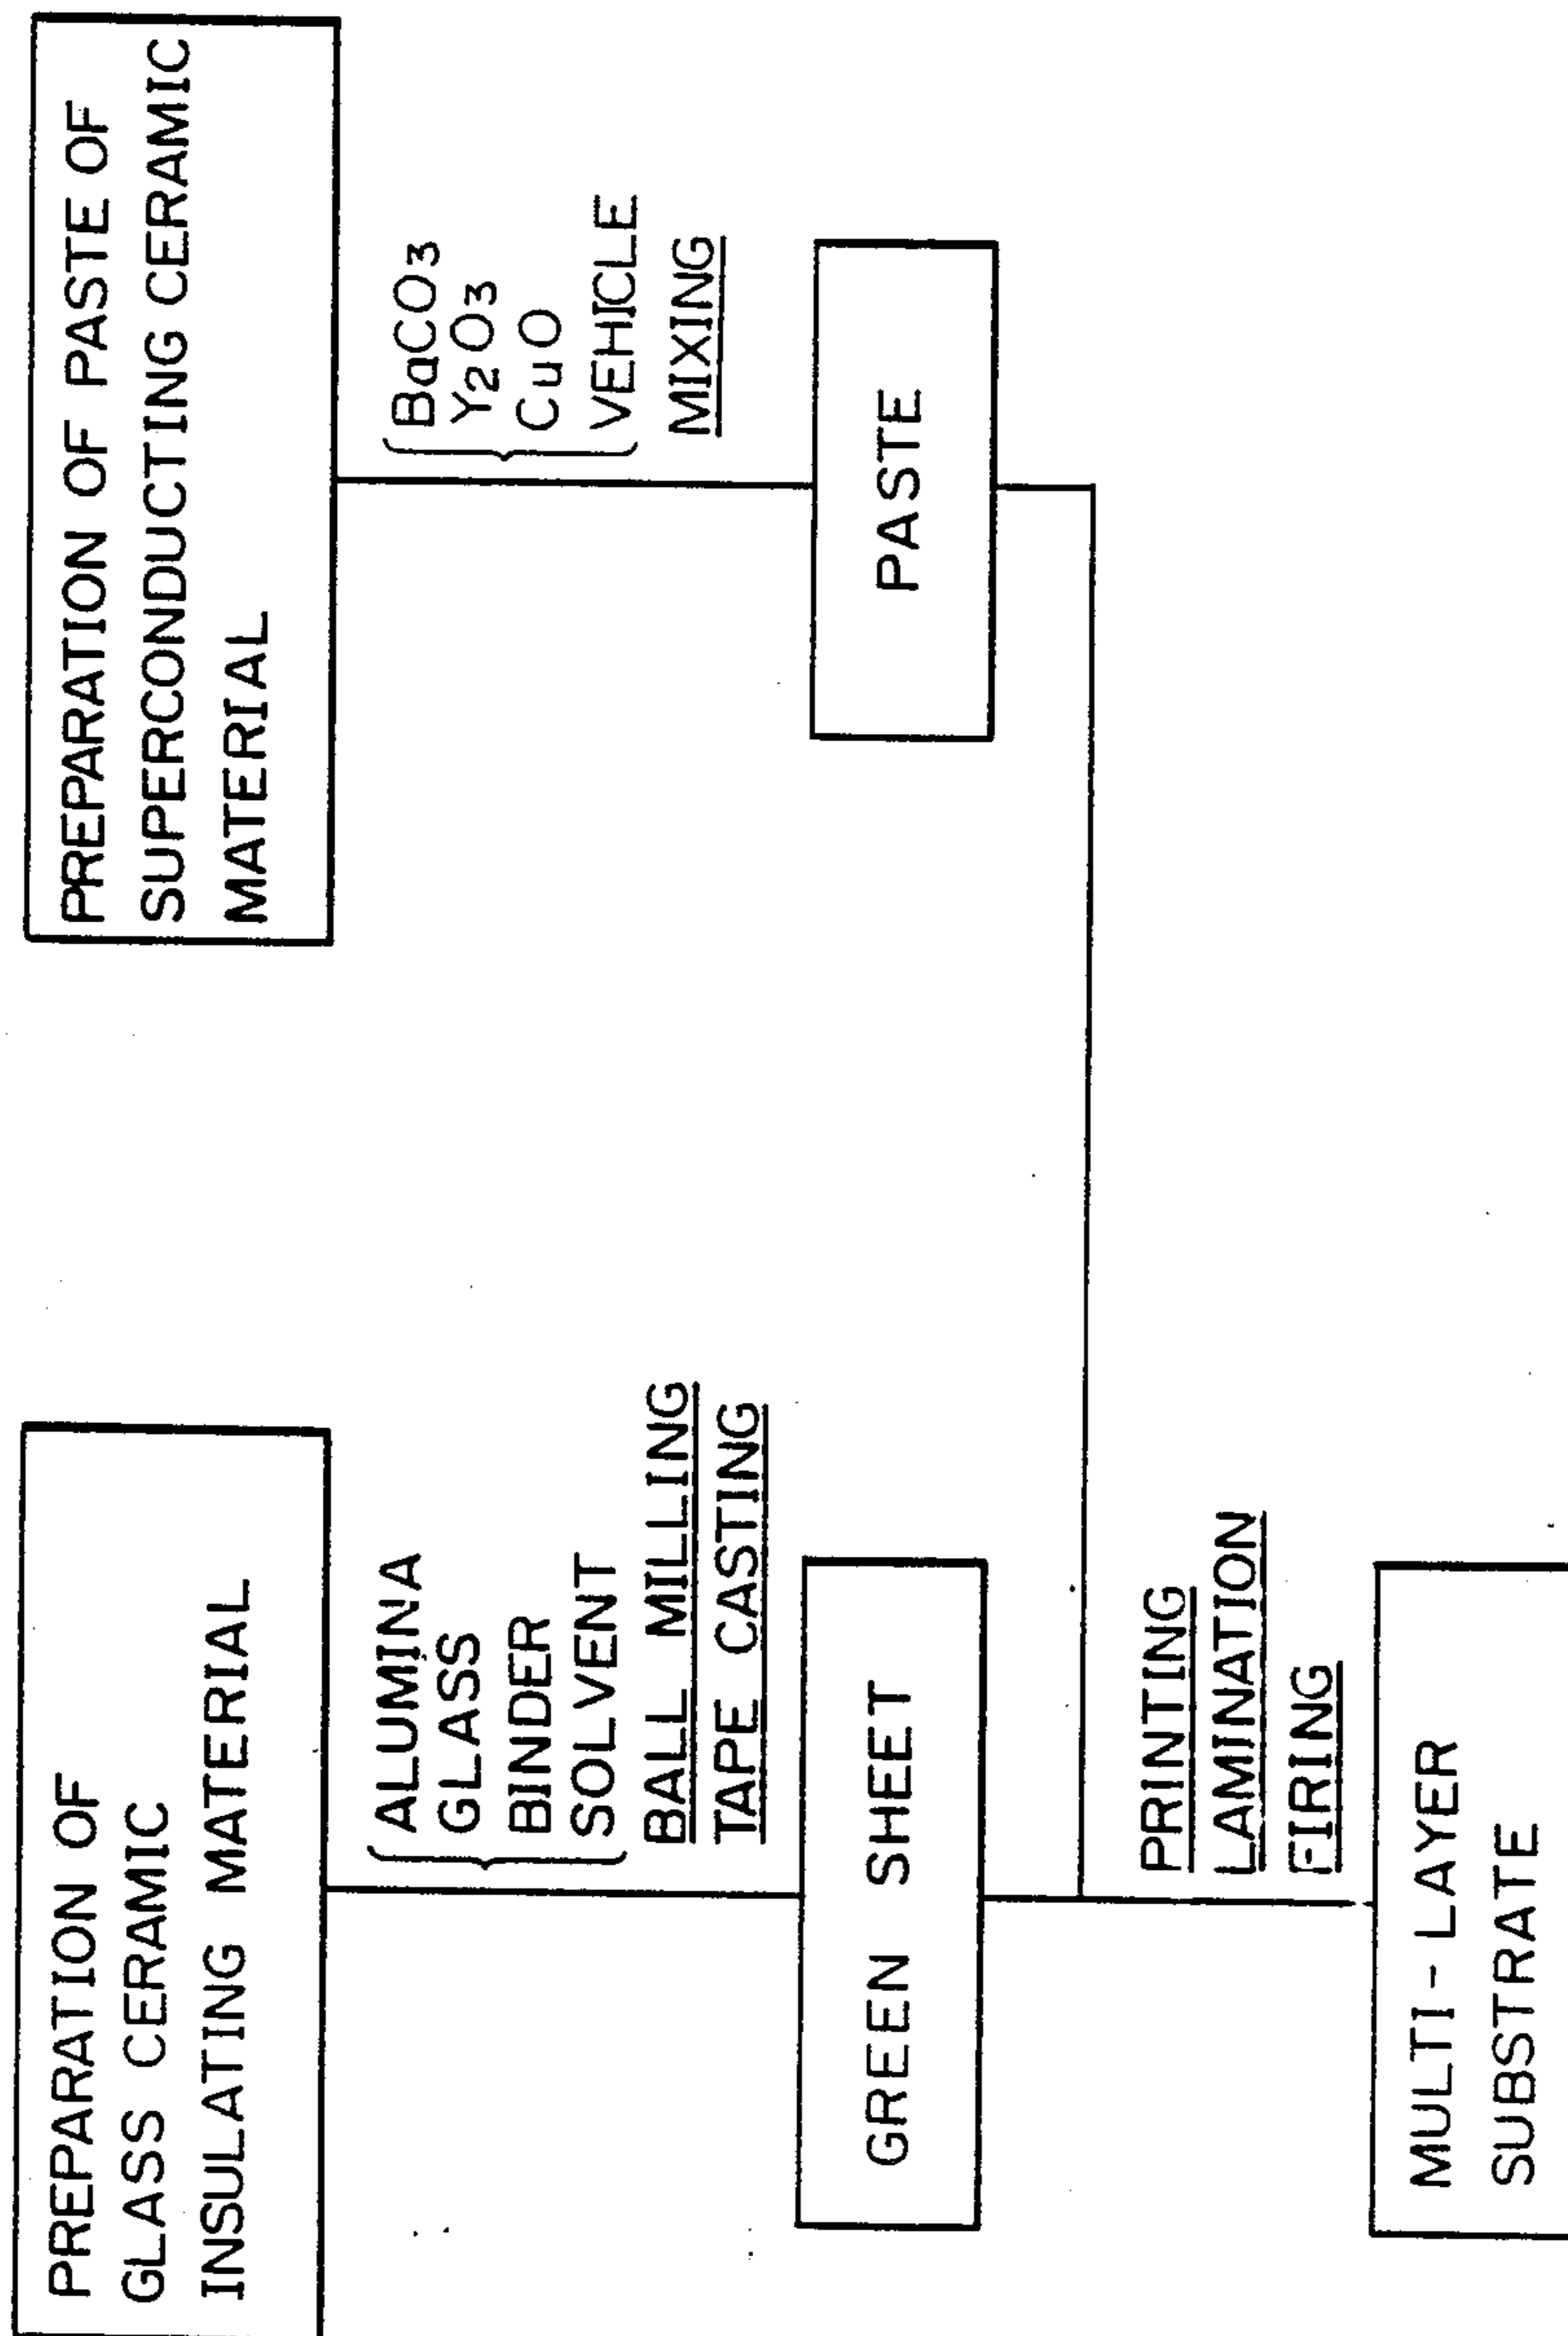 PREPARATION OF
GLASS CERAMIC
INSULATING MATERIAL
ALUMINA
GLASS
BINDER
SOLVENT
BALL MILLING
TAPE CASTING
GREEN SHEET
PREPARATION OF PASTE OF
SUPERCONDUCTING CERAMIC
MATERIAL
BaCO3
Y2O3
CuO
VEHICLE
MIXING
PASTE
PRINTING
LAMINATION
FIRING
MULTI-LAYER
SUBSTRATE